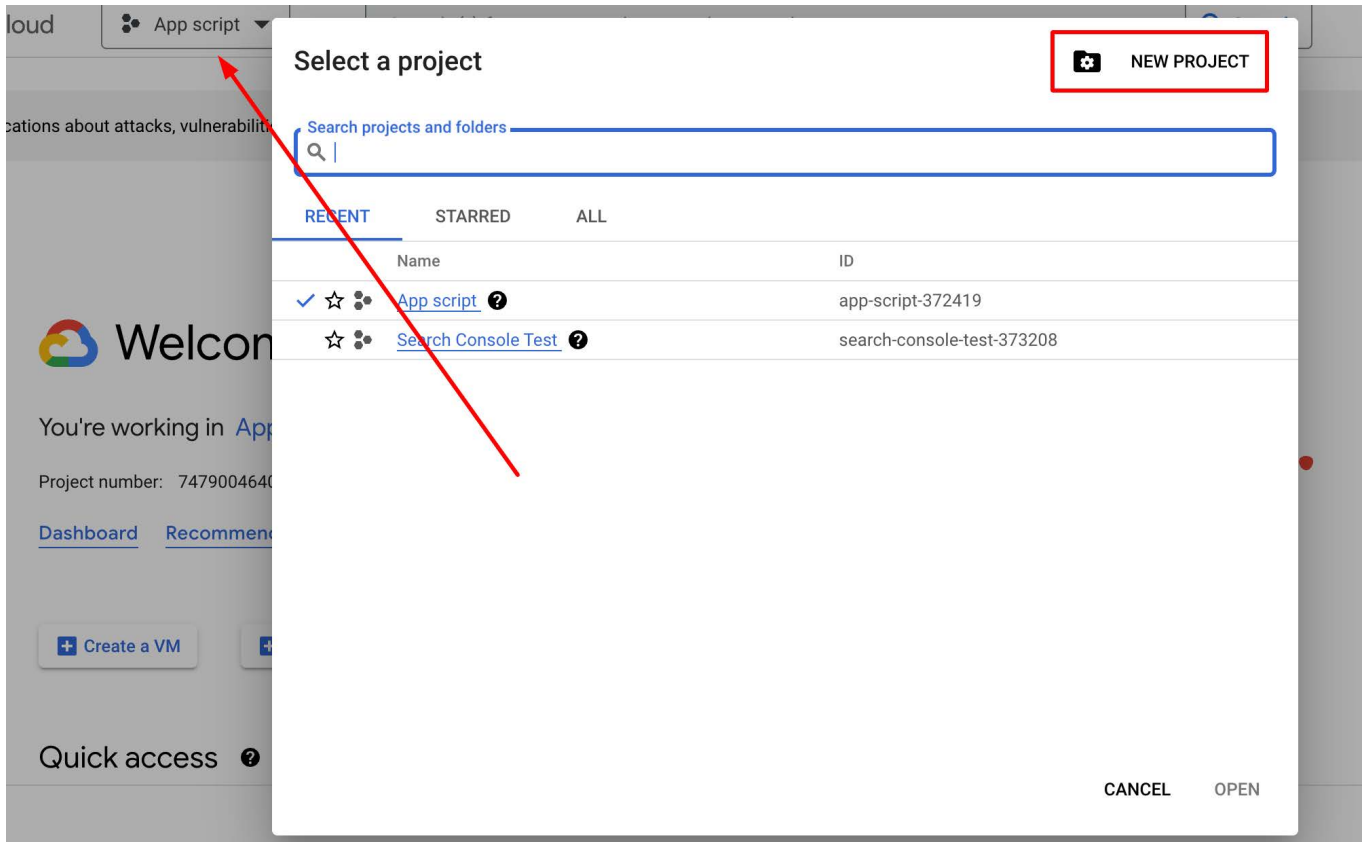 loud
App script
Select a project
NEW PROJECT
cations about attacks, vulnerabiliti
Search projects and folders
RECENT STARRED ALL
Name ID
App script app-script-372419
Search Console Test search-console-test-373208
Welcon
You're working in App
Project number: 7479004640
Dashboard Recommend
Create a VM
Quick access
CANCEL OPEN